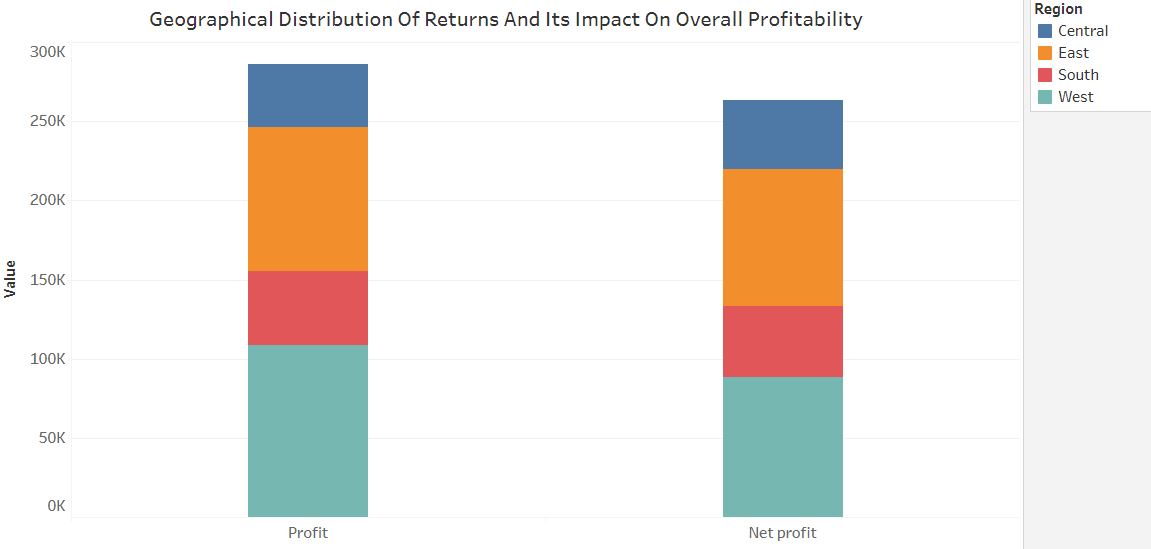 Geographical Distribution Of Returns And Its Impact On Overall Profitability
Region
Central
East
South
West
Value
300K
250K
200K
150K
100K
50K
0K
Profit
Net profit